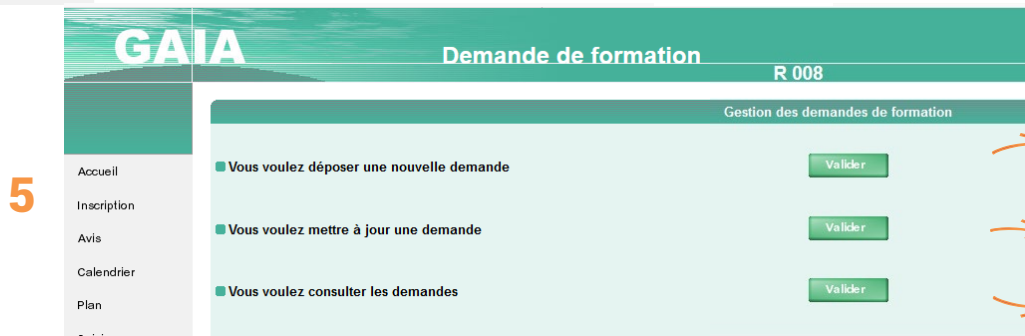 GAIA
Demande de formation
R 008
Gestion des demandes de formation
5
Accueil
Inscription
Avis
Calendrier
Plan
Vous voulez déposer une nouvelle demande
Valider
Vous voulez mettre à jour une demande
Valider
Vous voulez consulter les demandes
Valider